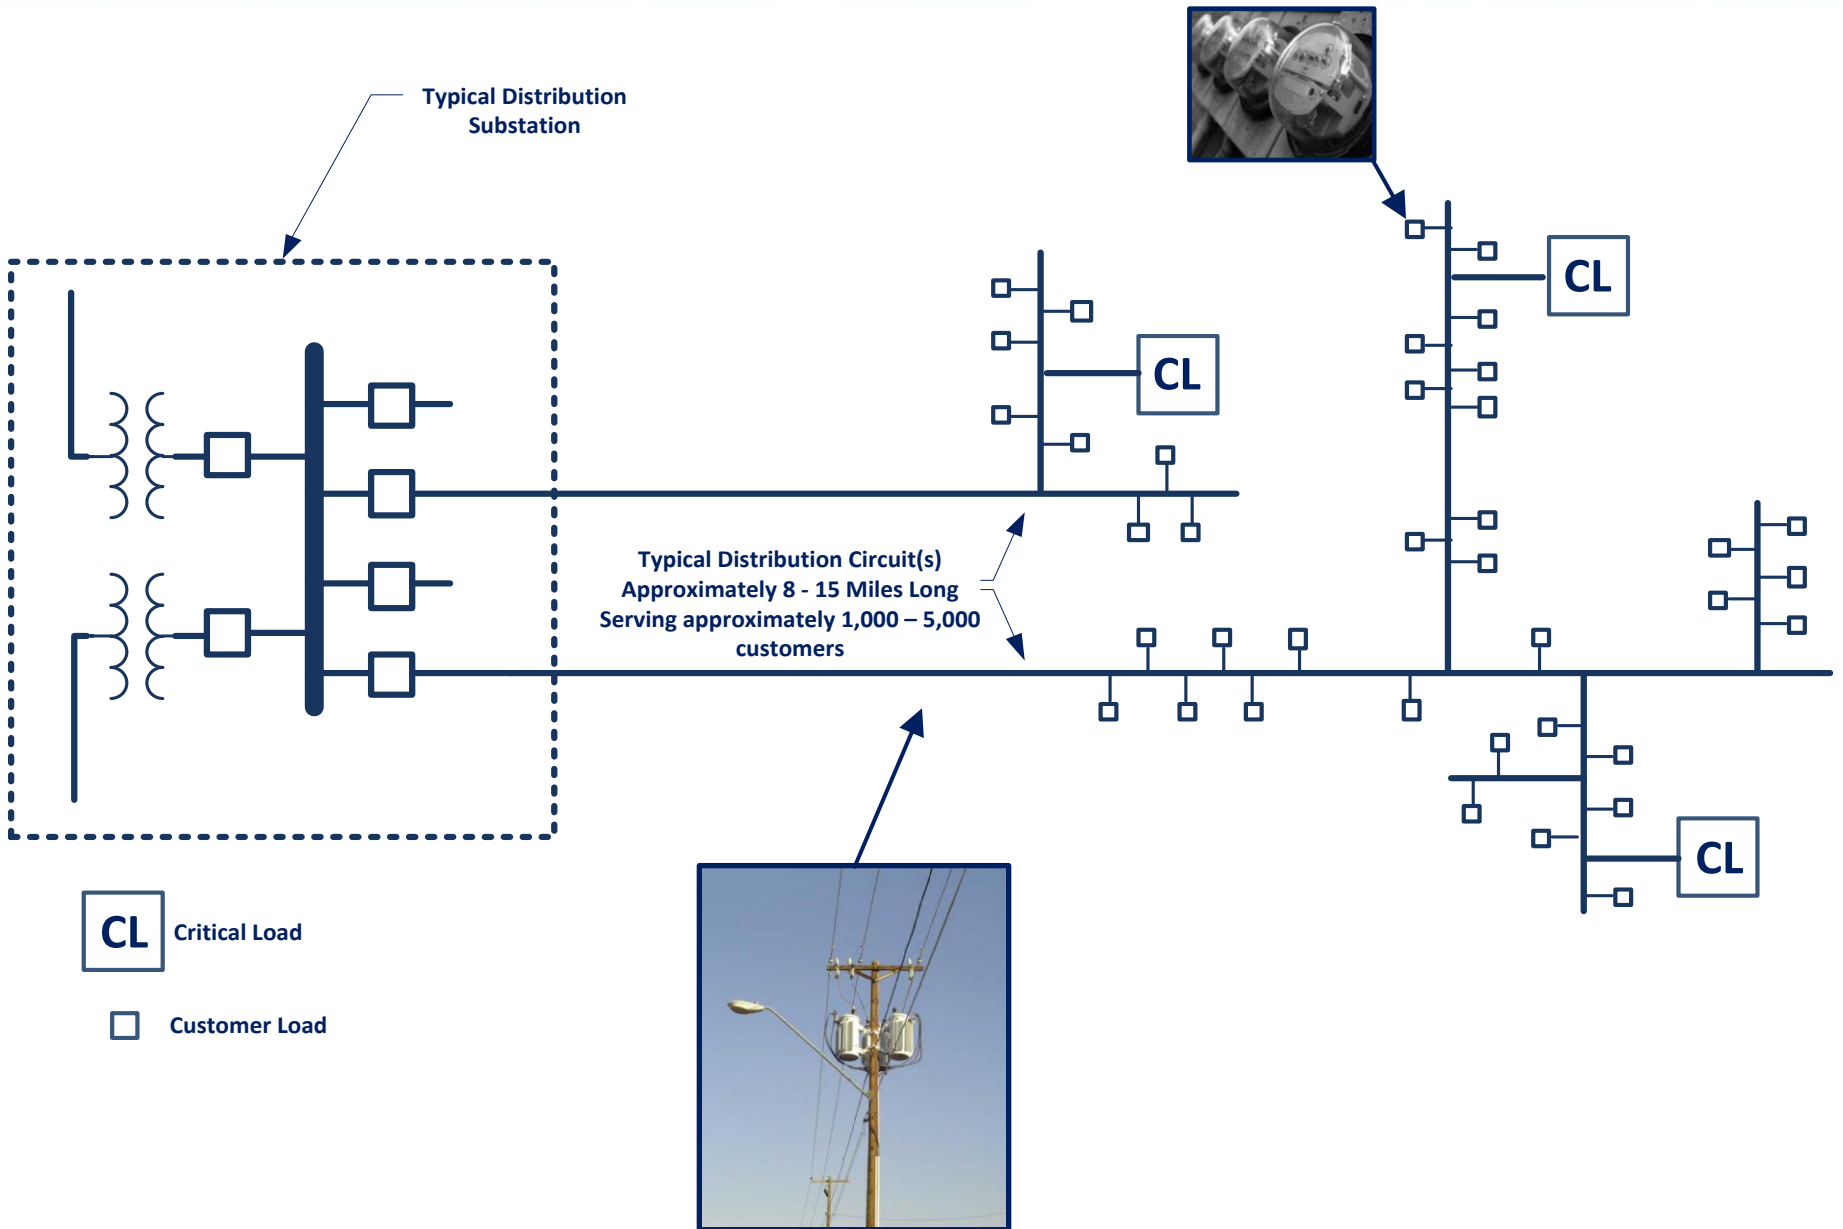 Typical Distribution
Substation
CL
CL
Typical Distribution Circuit(s)
Approximately 8 - 15 Miles Long
Serving approximately 1,000 – 5,000
customers
CL
CL Critical Load
Customer Load